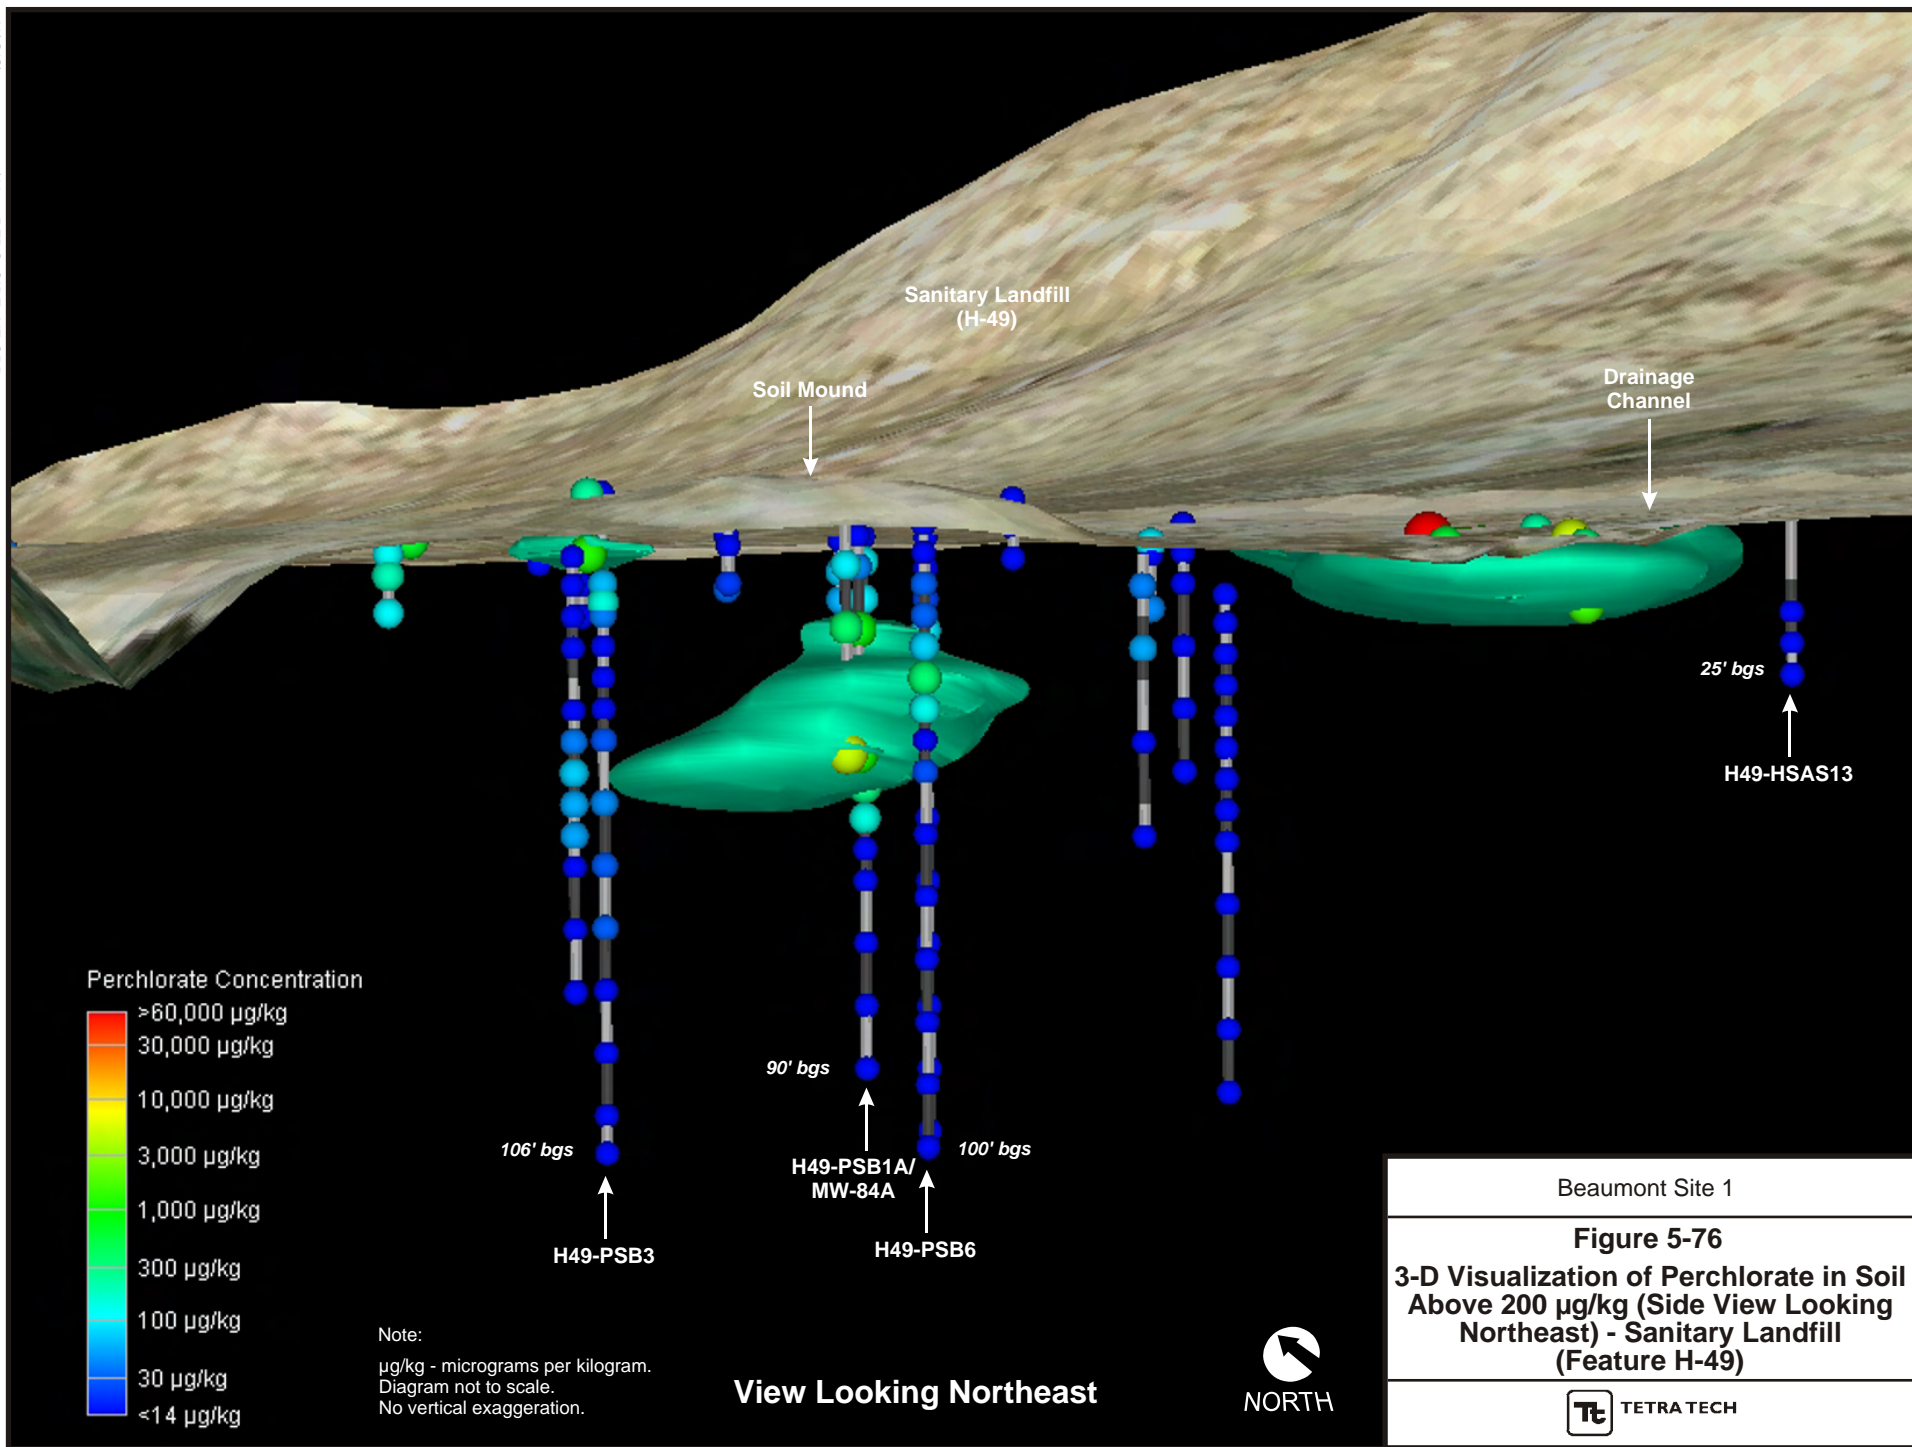 Sanitary Landfill
(H-49)
Soil Mound
Drainage
Channel
25' bgs
H49-HSAS13
Perchlorate Concentration
>60,000 µg/kg
30,000 µg/kg
10,000 µg/kg
3,000 µg/kg
1,000 µg/kg
300 µg/kg
100 µg/kg
30 µg/kg
<14 µg/kg
106' bgs
H49-PSB3
90' bgs
H49-PSB1A/
MW-84A
100' bgs
H49-PSB6
Note:
µg/kg - micrograms per kilogram.
Diagram not to scale.
No vertical exaggeration.
View Looking Northeast
NORTH
Beaumont Site 1
Figure 5-76
3-D Visualization of Perchlorate in Soil
Above 200 µg/kg (Side View Looking
Northeast) - Sanitary Landfill
(Feature H-49)
Tt TETRA TECH